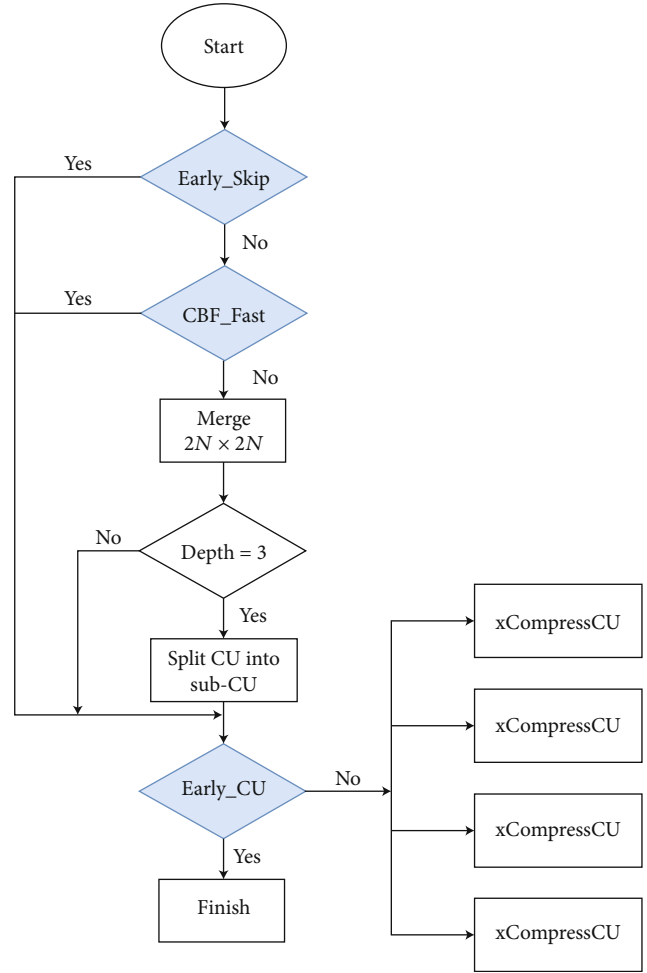 Start
Yes
Early_Skip
No
Yes
CBF_Fast
No
Merge
2N × 2N
No
Depth = 3
Yes
Split CU into
sub-CU
xCompressCU
xCompressCU
Early_CU
No
xCompressCU
Yes
Finish
xCompressCU